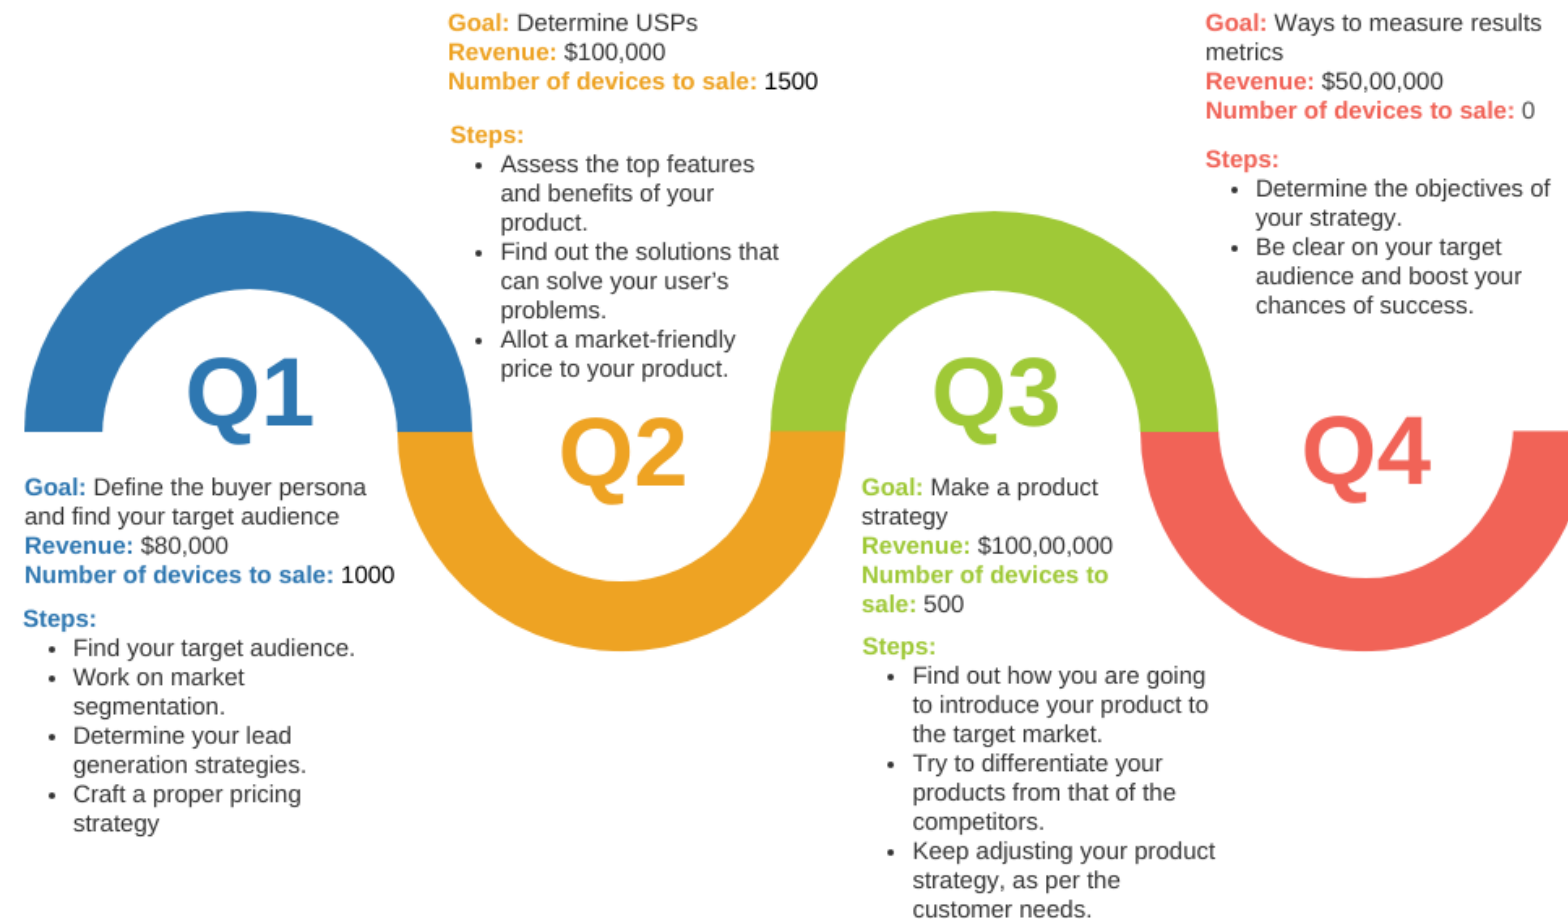 Q1
Goal: Define the buyer persona
and find your target audience
Revenue: $80,000
Number of devices to sale: 1000
Steps:
• Find your target audience.
• Work on market
segmentation.
• Determine your lead
generation strategies.
• Craft a proper pricing
strategy
Goal: Determine USPs
Revenue: $100,000
Number of devices to sale: 1500
Steps:
• Assess the top features
and benefits of your
product.
• Find out the solutions that
can solve your user's
problems.
• Allot a market-friendly
price to your product.
Q2
Q3
Goal: Make a product
strategy
Revenue: $100,00,000
Number of devices to
sale: 500
Steps:
• Find out how you are going
to introduce your product to
the target market.
• Try to differentiate your
products from that of the
competitors.
• Keep adjusting your product
strategy, as per the
customer needs.
Goal: Ways to measure results
metrics
Revenue: $50,00,000
Number of devices to sale: 0
Steps:
• Determine the objectives of
your strategy.
• Be clear on your target
audience and boost your
chances of success.
Q4